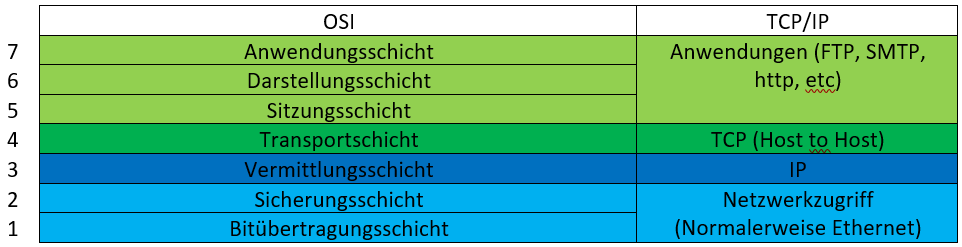 OSI TCP/IP
7 Anwendungsschicht Anwendungen (FTP, SMTP,
6 Darstellungsschicht http, etc)
5 Sitzungsschicht
4 Transportschicht TCP (Host to Host)
3 Vermittlungsschicht IP
2 Sicherungsschicht Netzwerkzugriff
1 Bitübertragungsschicht (Normalerweise Ethernet)